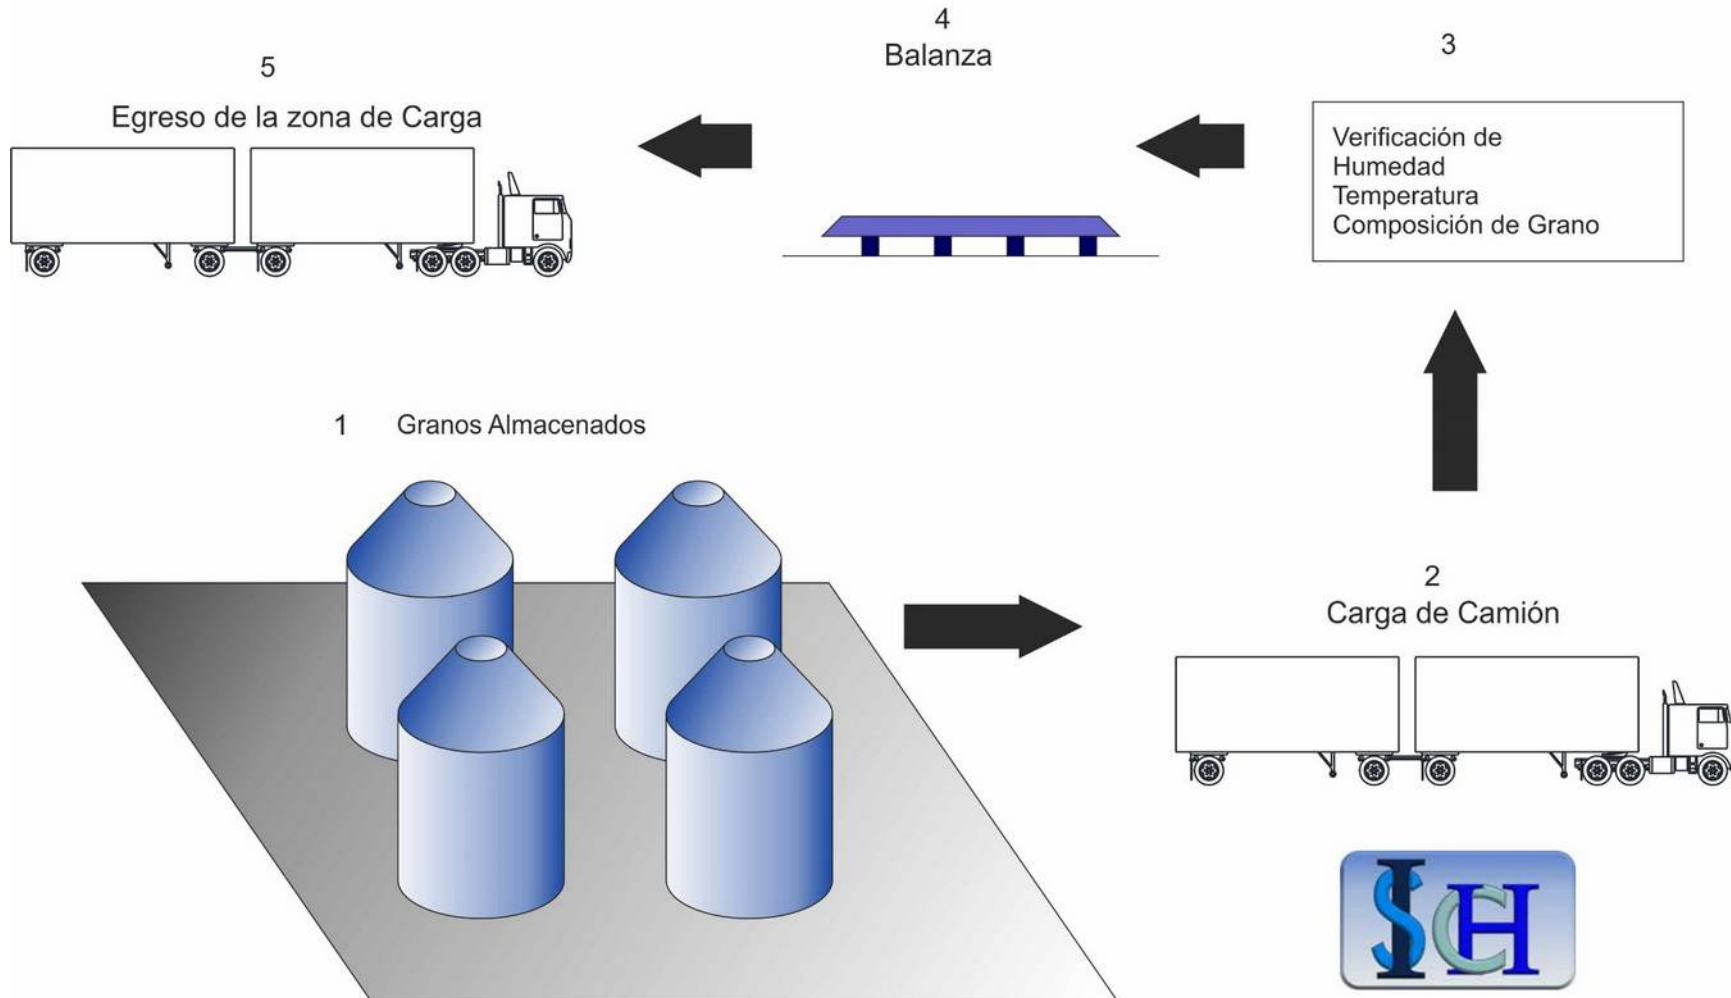 5
Egreso de la zona de Carga
4
Balanza
3
Verificación de
Humedad
Temperatura
Composición de Grano
1 Granos Almacenados
2
Carga de Camión
ISCH